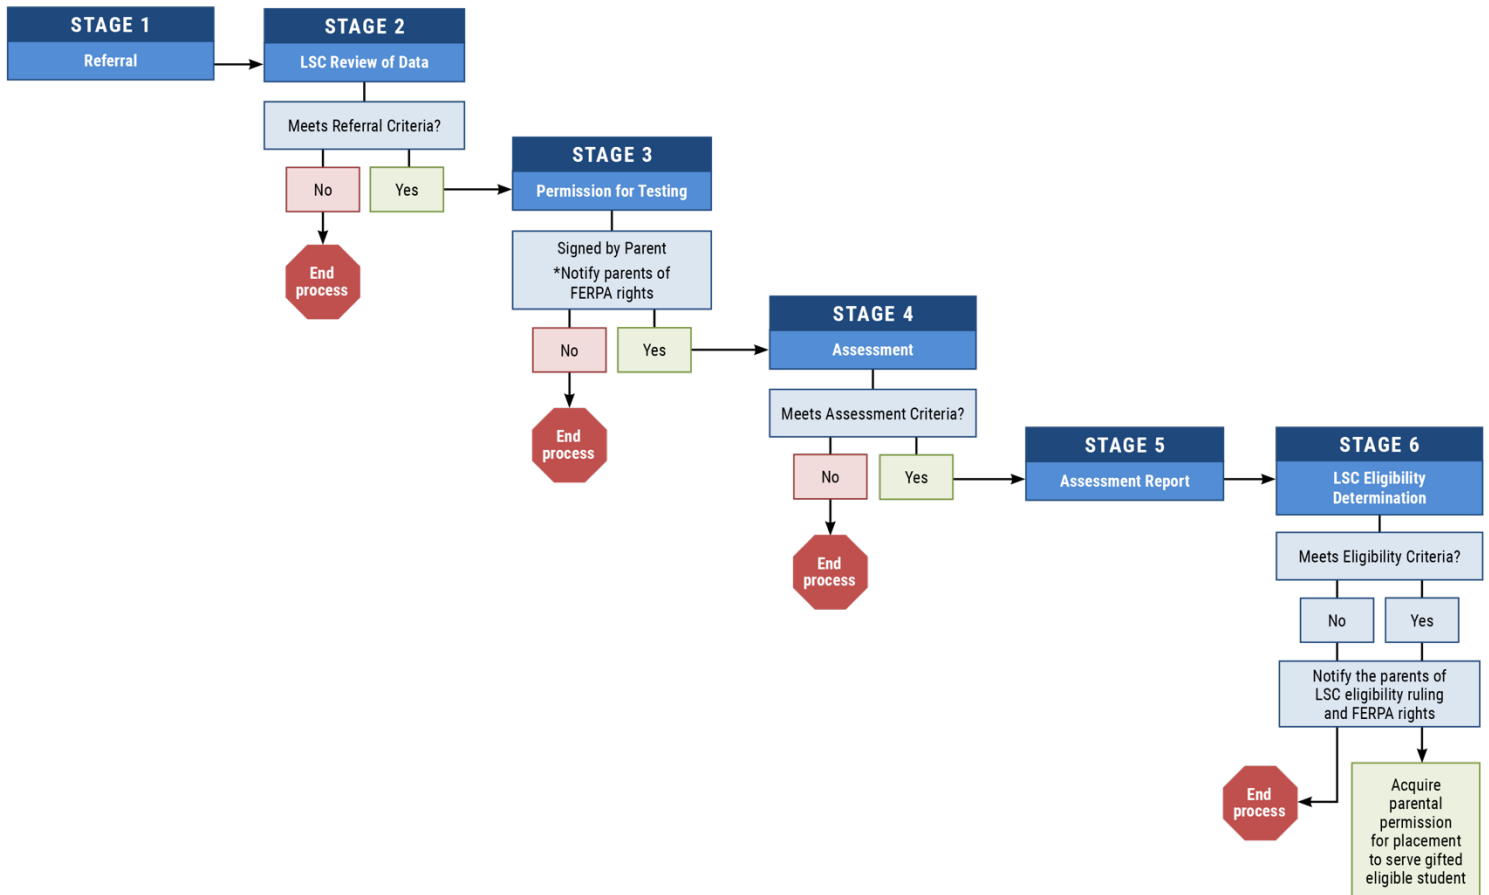 STAGE 1
Referral
STAGE 2
LSC Review of Data
Meets Referral Criteria?
No
Yes
End
process
STAGE 3
Permission for Testing
Signed by Parent
*Notify parents of
FERPA rights
No
Yes
End
process
STAGE 4
Assessment
Meets Assessment Criteria?
No
Yes
End
process
STAGE 5
Assessment Report
STAGE 6
LSC Eligibility
Determination
Meets Eligibility Criteria?
No
Yes
Notify the parents of
LSC eligibility ruling
and FERPA rights
End
process
Acquire
parental
permission
for placement
to serve gifted
eligible student